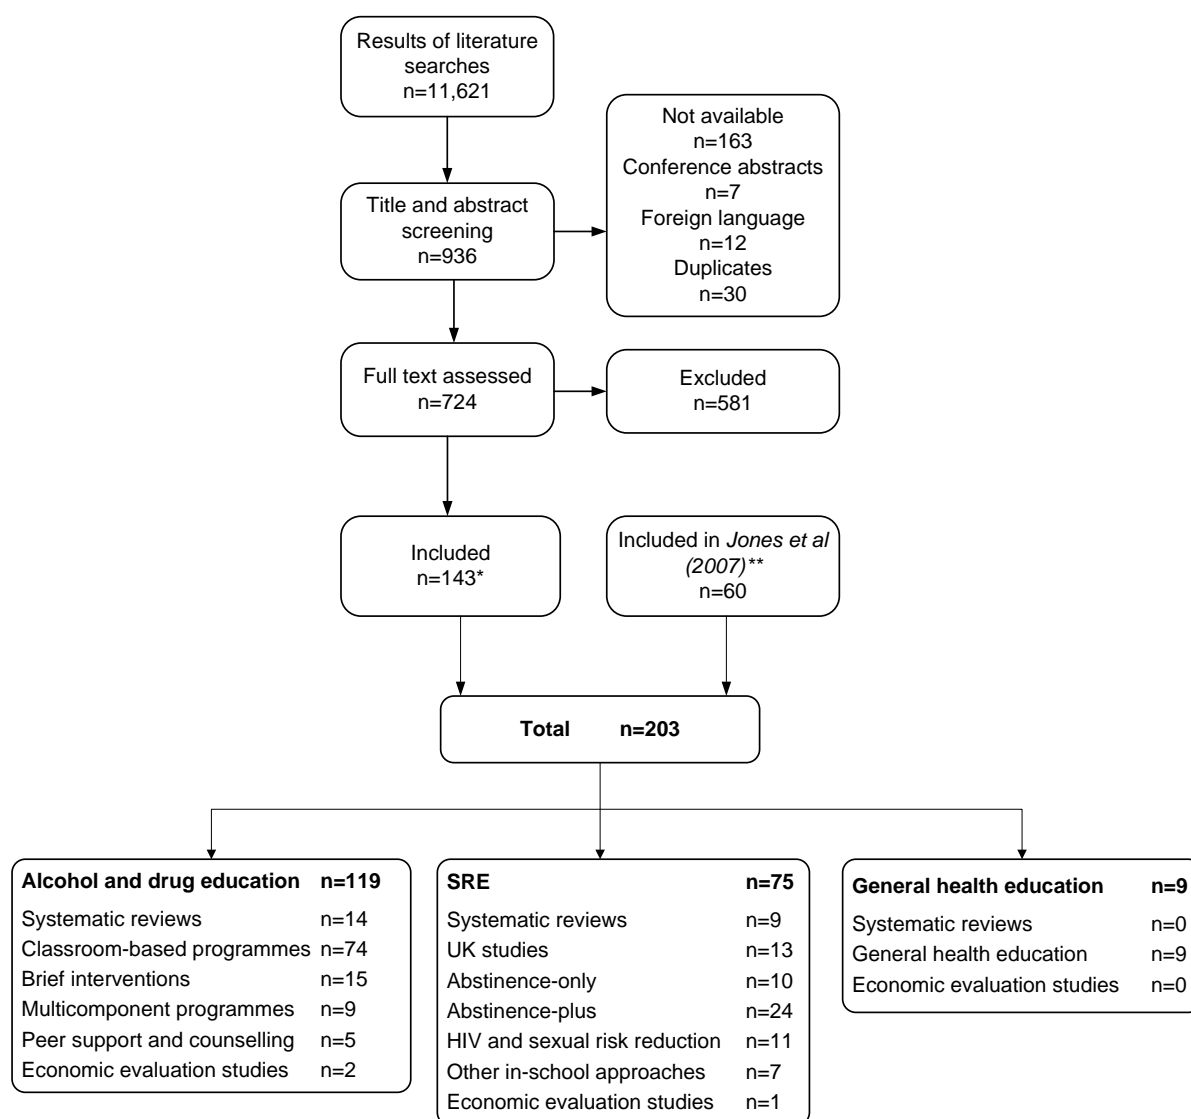 Results of literature
searches
n=11,621
Not available
n=163
Conference abstracts
n=7
Foreign language
n=12
Duplicates
n=30
Title and abstract
screening
n=936
Full text assessed
n=724
Excluded
n=581
Included
n=143*
Included in Jones et al
(2007)**
n=60
Total n=203
Alcohol and drug education n=119
Systematic reviews n=14
Classroom-based programmes n=74
Brief interventions n=15
Multicomponent programmes n=9
Peer support and counselling n=5
Economic evaluation studies n=2
SRE n=75
Systematic reviews n=9
UK studies n=13
Abstinence-only n=10
Abstinence-plus n=24
HIV and sexual risk reduction n=11
Other in-school approaches n=7
Economic evaluation studies n=1
General health education n=9
Systematic reviews n=0
General health education n=9
Economic evaluation studies n=0